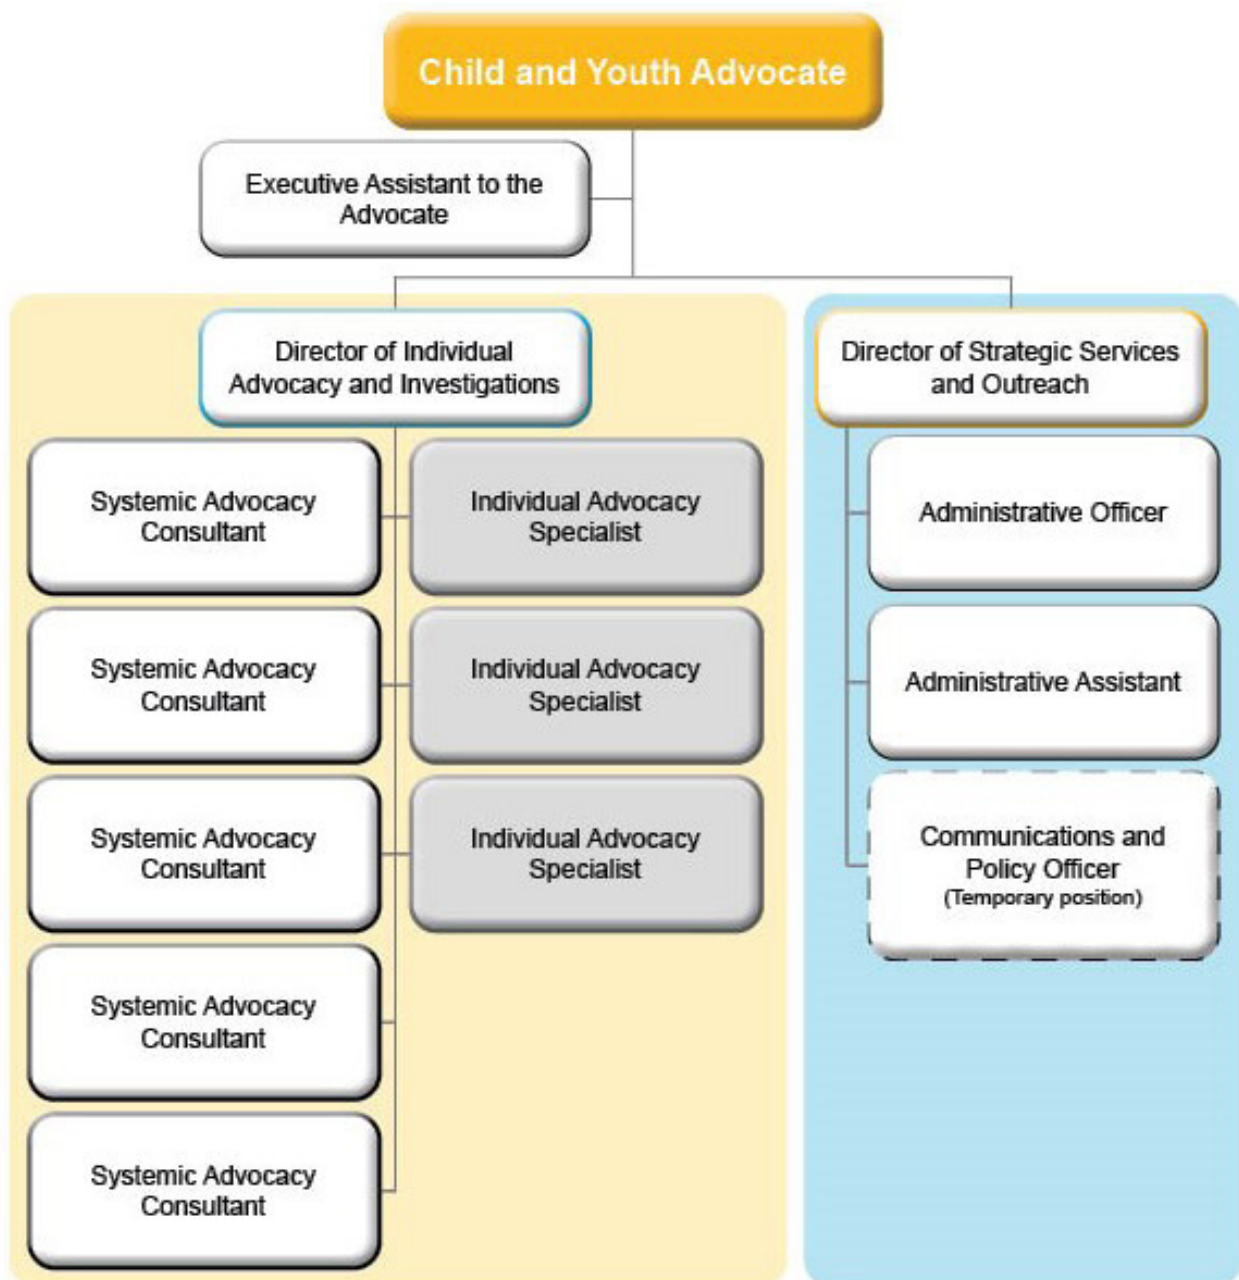 Child and Youth Advocate
Executive Assistant to the
Advocate
Director of Individual
Advocacy and Investigations
Systemic Advocacy
Consultant
Individual Advocacy
Specialist
Systemic Advocacy
Consultant
Individual Advocacy
Specialist
Systemic Advocacy
Consultant
Individual Advocacy
Specialist
Systemic Advocacy
Consultant
Systemic Advocacy
Consultant
Director of Strategic Services
and Outreach
Administrative Officer
Administrative Assistant
Communications and
Policy Officer
(Temporary position)